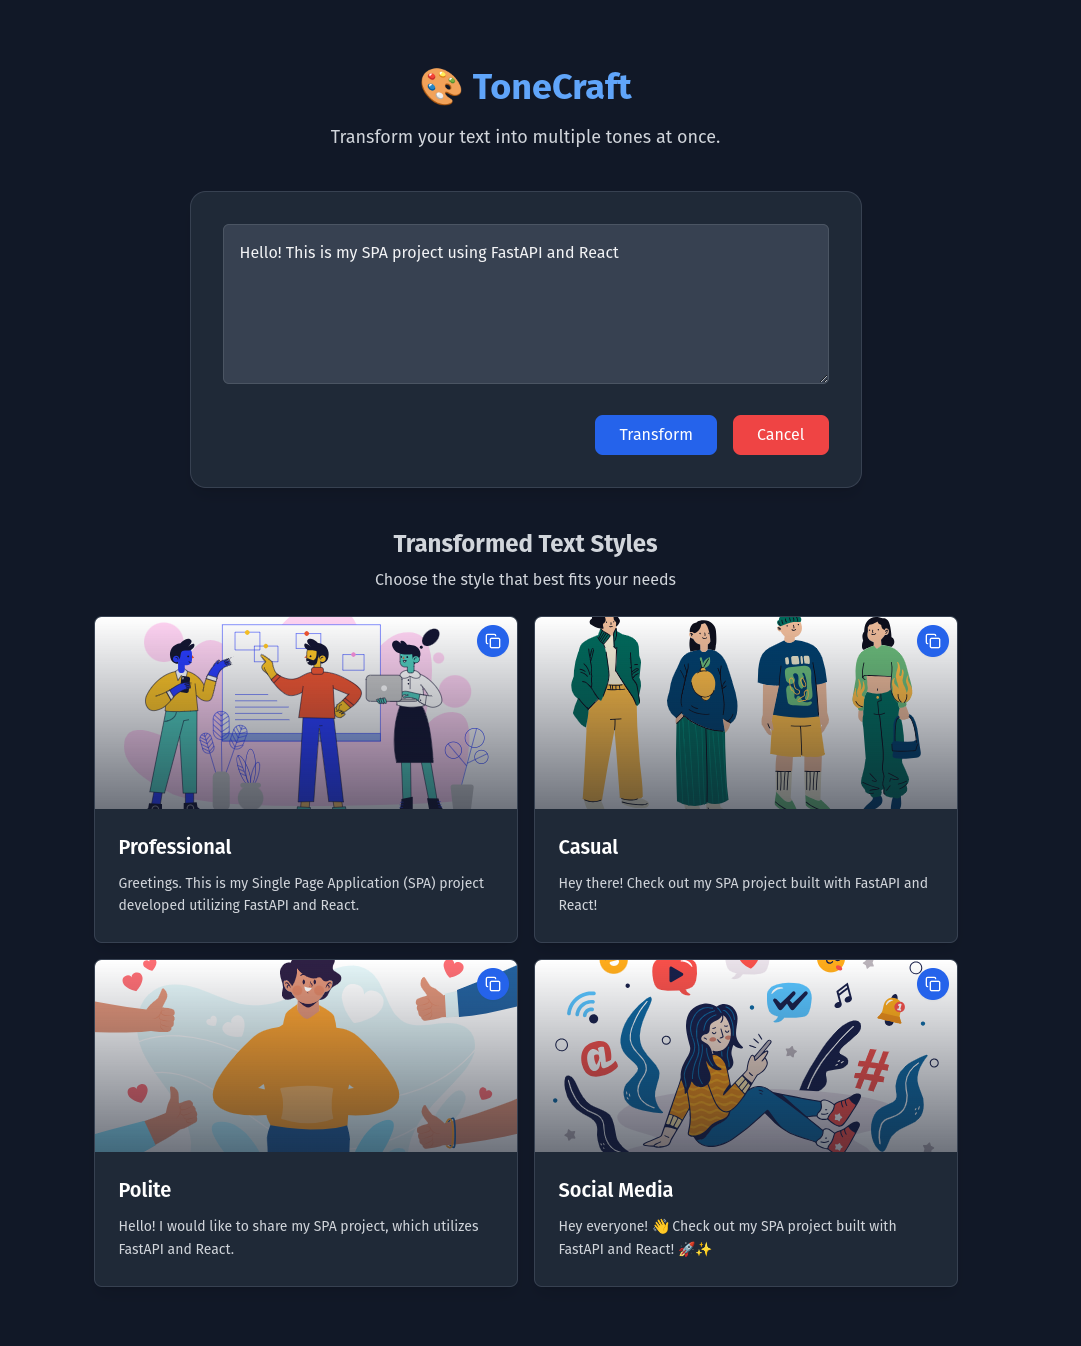 🎨 ToneCraft
Transform your text into multiple tones at once.
Hello! This is my SPA project using FastAPI and React
Transform
Cancel
Transformed Text Styles
Choose the style that best fits your needs
Professional
Greetings. This is my Single Page Application (SPA) project
developed utilizing FastAPI and React.
Casual
Hey there! Check out my SPA project built with FastAPI and
React!
@
#
1
Polite
Hello! I would like to share my SPA project, which utilizes
FastAPI and React.
Social Media
Hey everyone! 👋 Check out my SPA project built with
FastAPI and React! 🚀✨